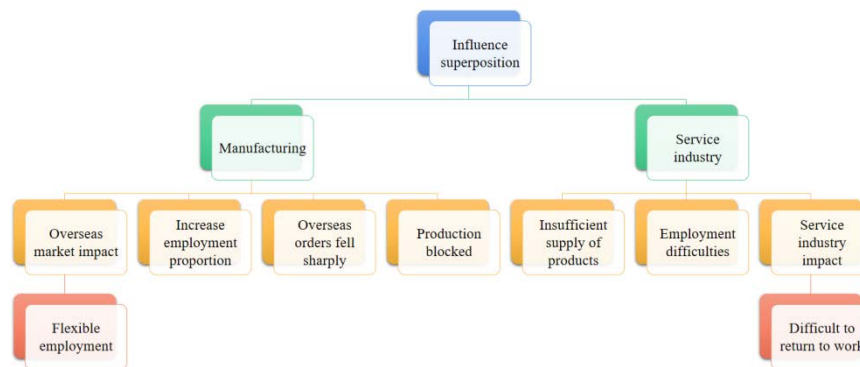 Influence
superposition
Manufacturing
Service
industry
Overseas
market impact
Increase
employment
proportion
Overseas
orders fell
sharply
Production
blocked
Insufficient
supply of
products
Employment
difficulties
Service
industry
impact
Flexible
employment
Difficult to
return to work